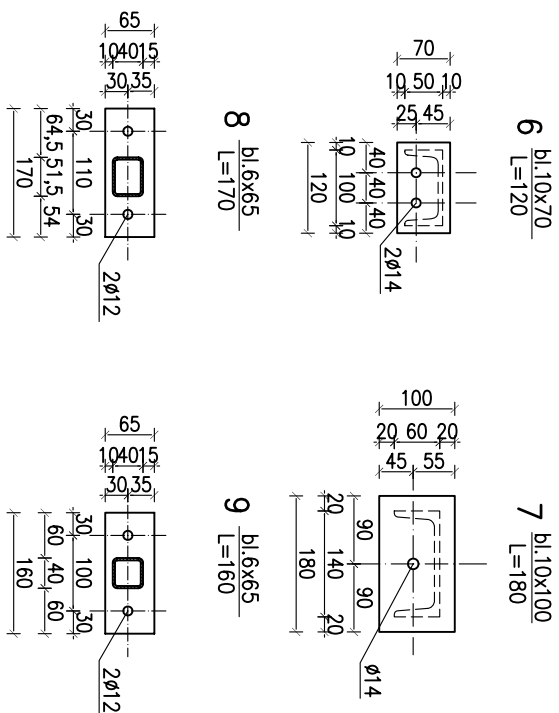 6 bl.10x70
L=120
70
10 50 10
25 45
40 40 40
10 100 10
120
2ø14
7 bl.10x100
L=180
100
20 60 20
45 55
90 90
20 140 20
180
ø14
8 bl.6x65
L=170
65
10 40 15
30 35
30 110 30
64,5 51,5 54
170
2ø12
9 bl.6x65
L=160
65
10 40 15
30 35
30 100 30
60 40 60
160
2ø12